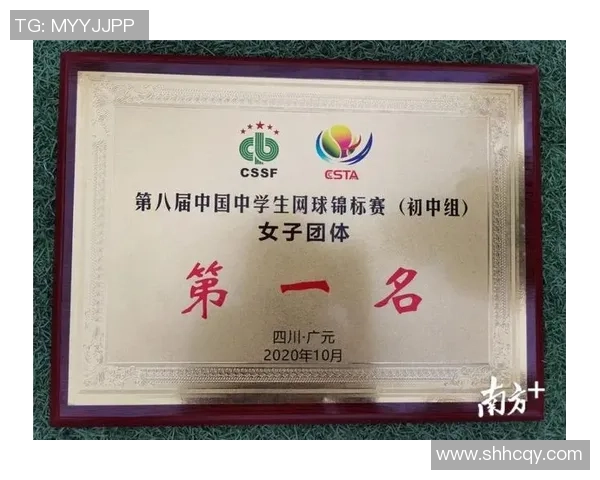 TG: MYYJJPP
CSSF
CSTA
第八届中国中学生网球锦标赛（初中组）
女子团体
第一名
四川·广元
2020年10月
南方+
www.shhcqy.com